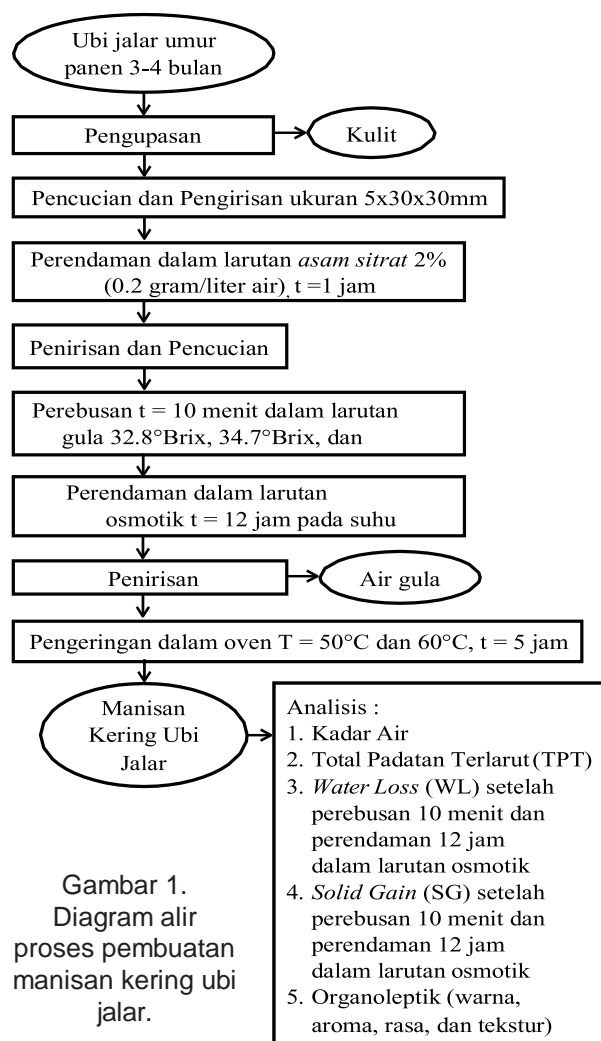 Ubi jalar umur
panen 3-4 bulan
Pengupasan
Kulit
Pencucian dan Pengirisan ukuran 5x30x30mm
Perendaman dalam larutan asam sitrat 2%
(0.2 gram/liter air), t =1 jam
Penirisan dan Pencucian
Perebusan t = 10 menit dalam larutan
gula 32.8°Brix, 34.7°Brix, dan
Perendaman dalam larutan
osmotik t = 12 jam pada suhu
Penirisan
Air gula
Pengeringan dalam oven T = 50°C dan 60°C, t = 5 jam
Manisan
Kering Ubi
Jalar
Analisis :
1. Kadar Air
2. Total Padatan Terlarut (TPT)
3. Water Loss (WL) setelah
perebusan 10 menit dan
perendaman 12 jam
dalam larutan osmotik
4. Solid Gain (SG) setelah
perebusan 10 menit dan
perendaman 12 jam
dalam larutan osmotik
5. Organoleptik (warna,
aroma, rasa, dan tekstur)
Gambar 1.
Diagram alir
proses pembuatan
manisan kering ubi
jalar.